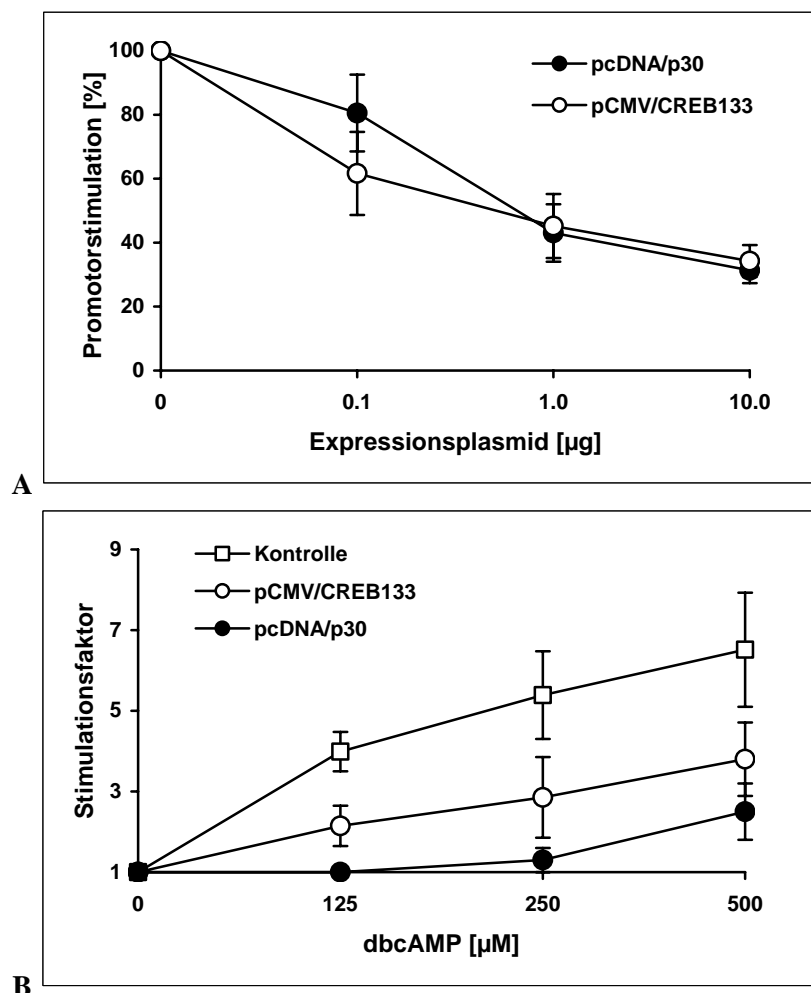 100
80
60
40
20
0
Promotorstimulation [%]
pcDNA/p30
pCMV/CREB133
0 0.1 1.0 10.0
Expressionsplasmid [µg]
A
9
7
5
3
1
Stimulationsfaktor
Kontrolle
pCMV/CREB133
pcDNA/p30
0 125 250 500
dbcAMP [µM]
B